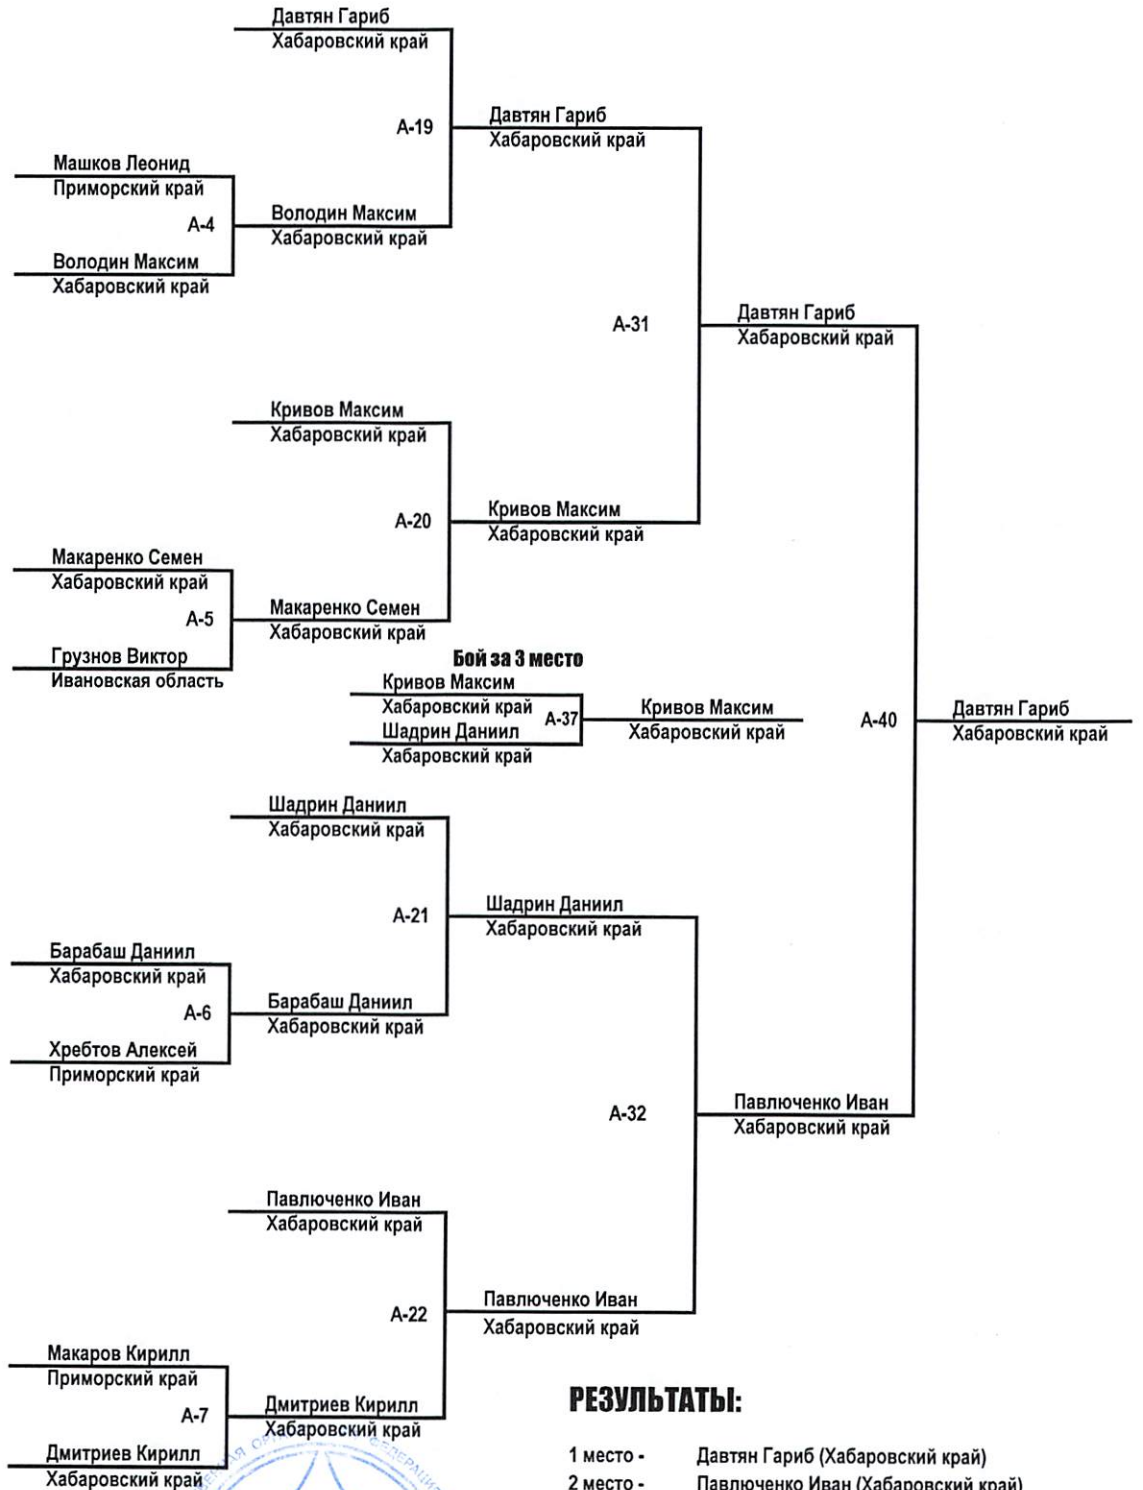 Давтян Гариб
Хабаровский край
А-19
Давтян Гариб
Хабаровский край
Машков Леонид
Приморский край
А-4
Володин Максим
Хабаровский край
Володин Максим
Хабаровский край
А-31
Давтян Гариб
Хабаровский край
Кривов Максим
Хабаровский край
А-20
Кривов Максим
Хабаровский край
Макаренко Семен
Хабаровский край
А-5
Макаренко Семен
Хабаровский край
Грузнов Виктор
Ивановская область
Бой за 3 место
Кривов Максим
Хабаровский край
А-37
Шадрин Даниил
Хабаровский край
Кривов Максим
Хабаровский край
А-40
Давтян Гариб
Хабаровский край
Шадрин Даниил
Хабаровский край
А-21
Шадрин Даниил
Хабаровский край
Барабаш Даниил
Хабаровский край
А-6
Барабаш Даниил
Хабаровский край
Хребтов Алексей
Приморский край
А-32
Павлюченко Иван
Хабаровский край
Павлюченко Иван
Хабаровский край
А-22
Павлюченко Иван
Хабаровский край
Макаров Кирилл
Приморский край
А-7
Дмитриев Кирилл
Хабаровский край
Дмитриев Кирилл
Хабаровский край
РЕЗУЛЬТАТЫ:
1 место - Давтян Гариб (Хабаровский край)
2 место - Павлюченко Иван (Хабаровский край)